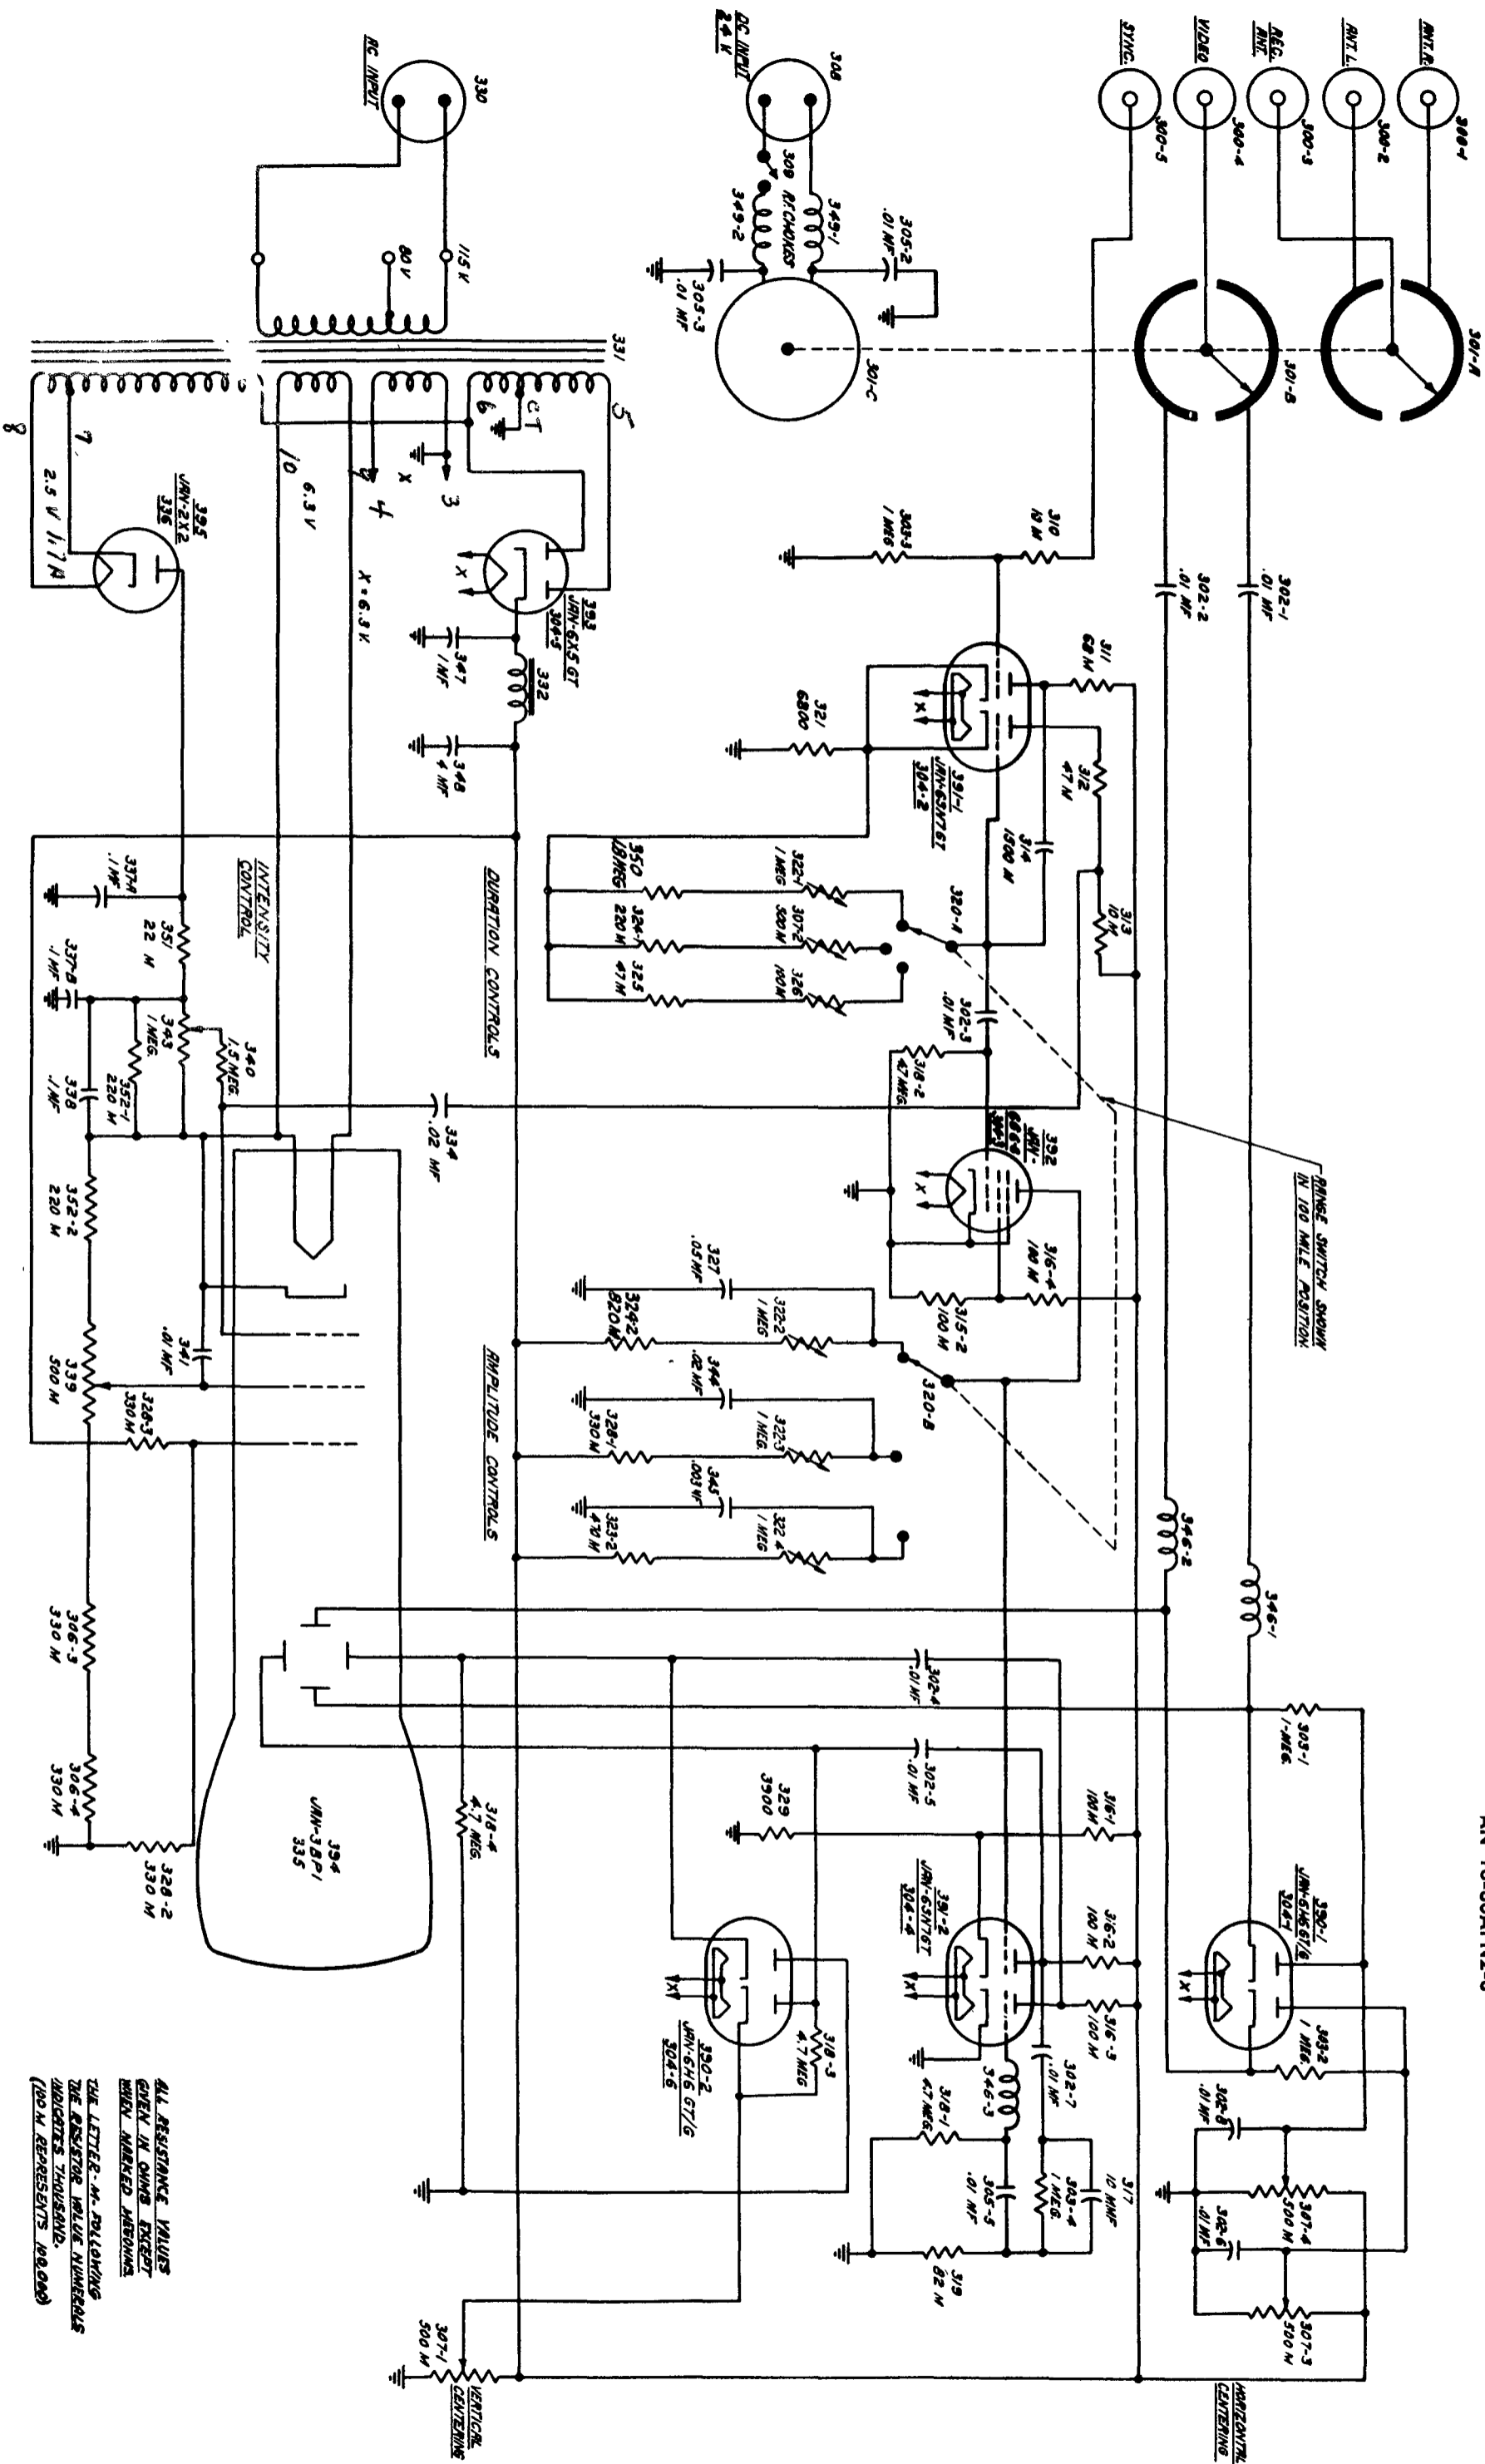 ANT. R.
300-1
ANT. L.
300-2
REC.
ANT.
300-3
VIDEO
300-4
SYNC.
300-5
301-A
301-B
301-C
308
DC INPUT
309
R.F. CHOKES
349-1
349-2
305-2
.01 MF
305-3
.01 MF
330
AC INPUT
115 V
80 V
331
5
CT
6
3
X
4
10
6.3 V
X = 6.3 V.
7
8
2.5 V 1.7 A
395
JAN-2X2
336
393
JAN-6X5 GT
304-5
X
347
332
348
4 MF
302-1
.01 MF
302-2
.01 MF
310
303-3
1 MEG
311
68 M
312
47 M
313
10 M
314
1500 M
391-1
JAN-6SN7GT
304-2
X
321
6800
350
322-1
1 MEG
324-1
220 M
307-2
500 M
325
47 M
326
100 M
320-A
DURATION CONTROLS
302-3
.01 MF
318-2
4.7 MEG.
392
JAN-
X
316-4
100 M
315-2
100 M
RANGE SWITCH SHOWN
IN 100 MILE POSITION.
320-B
327
.05 MF
322-2
1 MEG
324-2
820 M
344
.02 MF
322-3
1 MEG.
328-1
330 M
345
.003 MF
322-4
1 MEG
323-2
470 M
AMPLITUDE CONTROLS
334
.02 MF
INTENSITY
CONTROL
337-A
.1 MF
351
22 M
337-B
.1 MF
343
1 MEG.
340
1.5 MEG.
352-1
220 M
338
.1 MF
352-2
220 M
341
.01 MF
339
500 M
328-3
330 M
306-3
330 M
306-4
330 M
328-2
330 M
394
JAN-3BP1
335
346-2
346-1
303-1
1-MEG.
302-4
.01 MF
302-5
.01 MF
318-4
4.7 MEG.
329
3900
316-1
100 M
316-2
100 M
316-3
100 M
391-2
JAN-6SN7GT
304-4
X
390-1
JAN-6H6GT/G
304-1
X
303-2
1 MEG.
390-2
JAN-6H6 GT/G
304-6
X
318-3
4.7 MEG
346-3
318-1
4.7 MEG.
302-7
.01 MF
317
10 MMF
303-4
1 MEG.
305-5
.01 MF
319
82 M
302-8
.01 MF
307-4
500 M
302-6
.01 MF
307-3
500 M
HORIZONTAL
CENTERING
307-1
500 M
VERTICAL
CENTERING
ALL RESISTANCE VALUES
GIVEN IN OHMS EXCEPT
WHEN MARKED MEGOHMS.
THE LETTER -M- FOLLOWING
THE RESISTOR VALUE NUMERALS
INDICATES THOUSAND.
(100 M REPRESENTS 100,000)